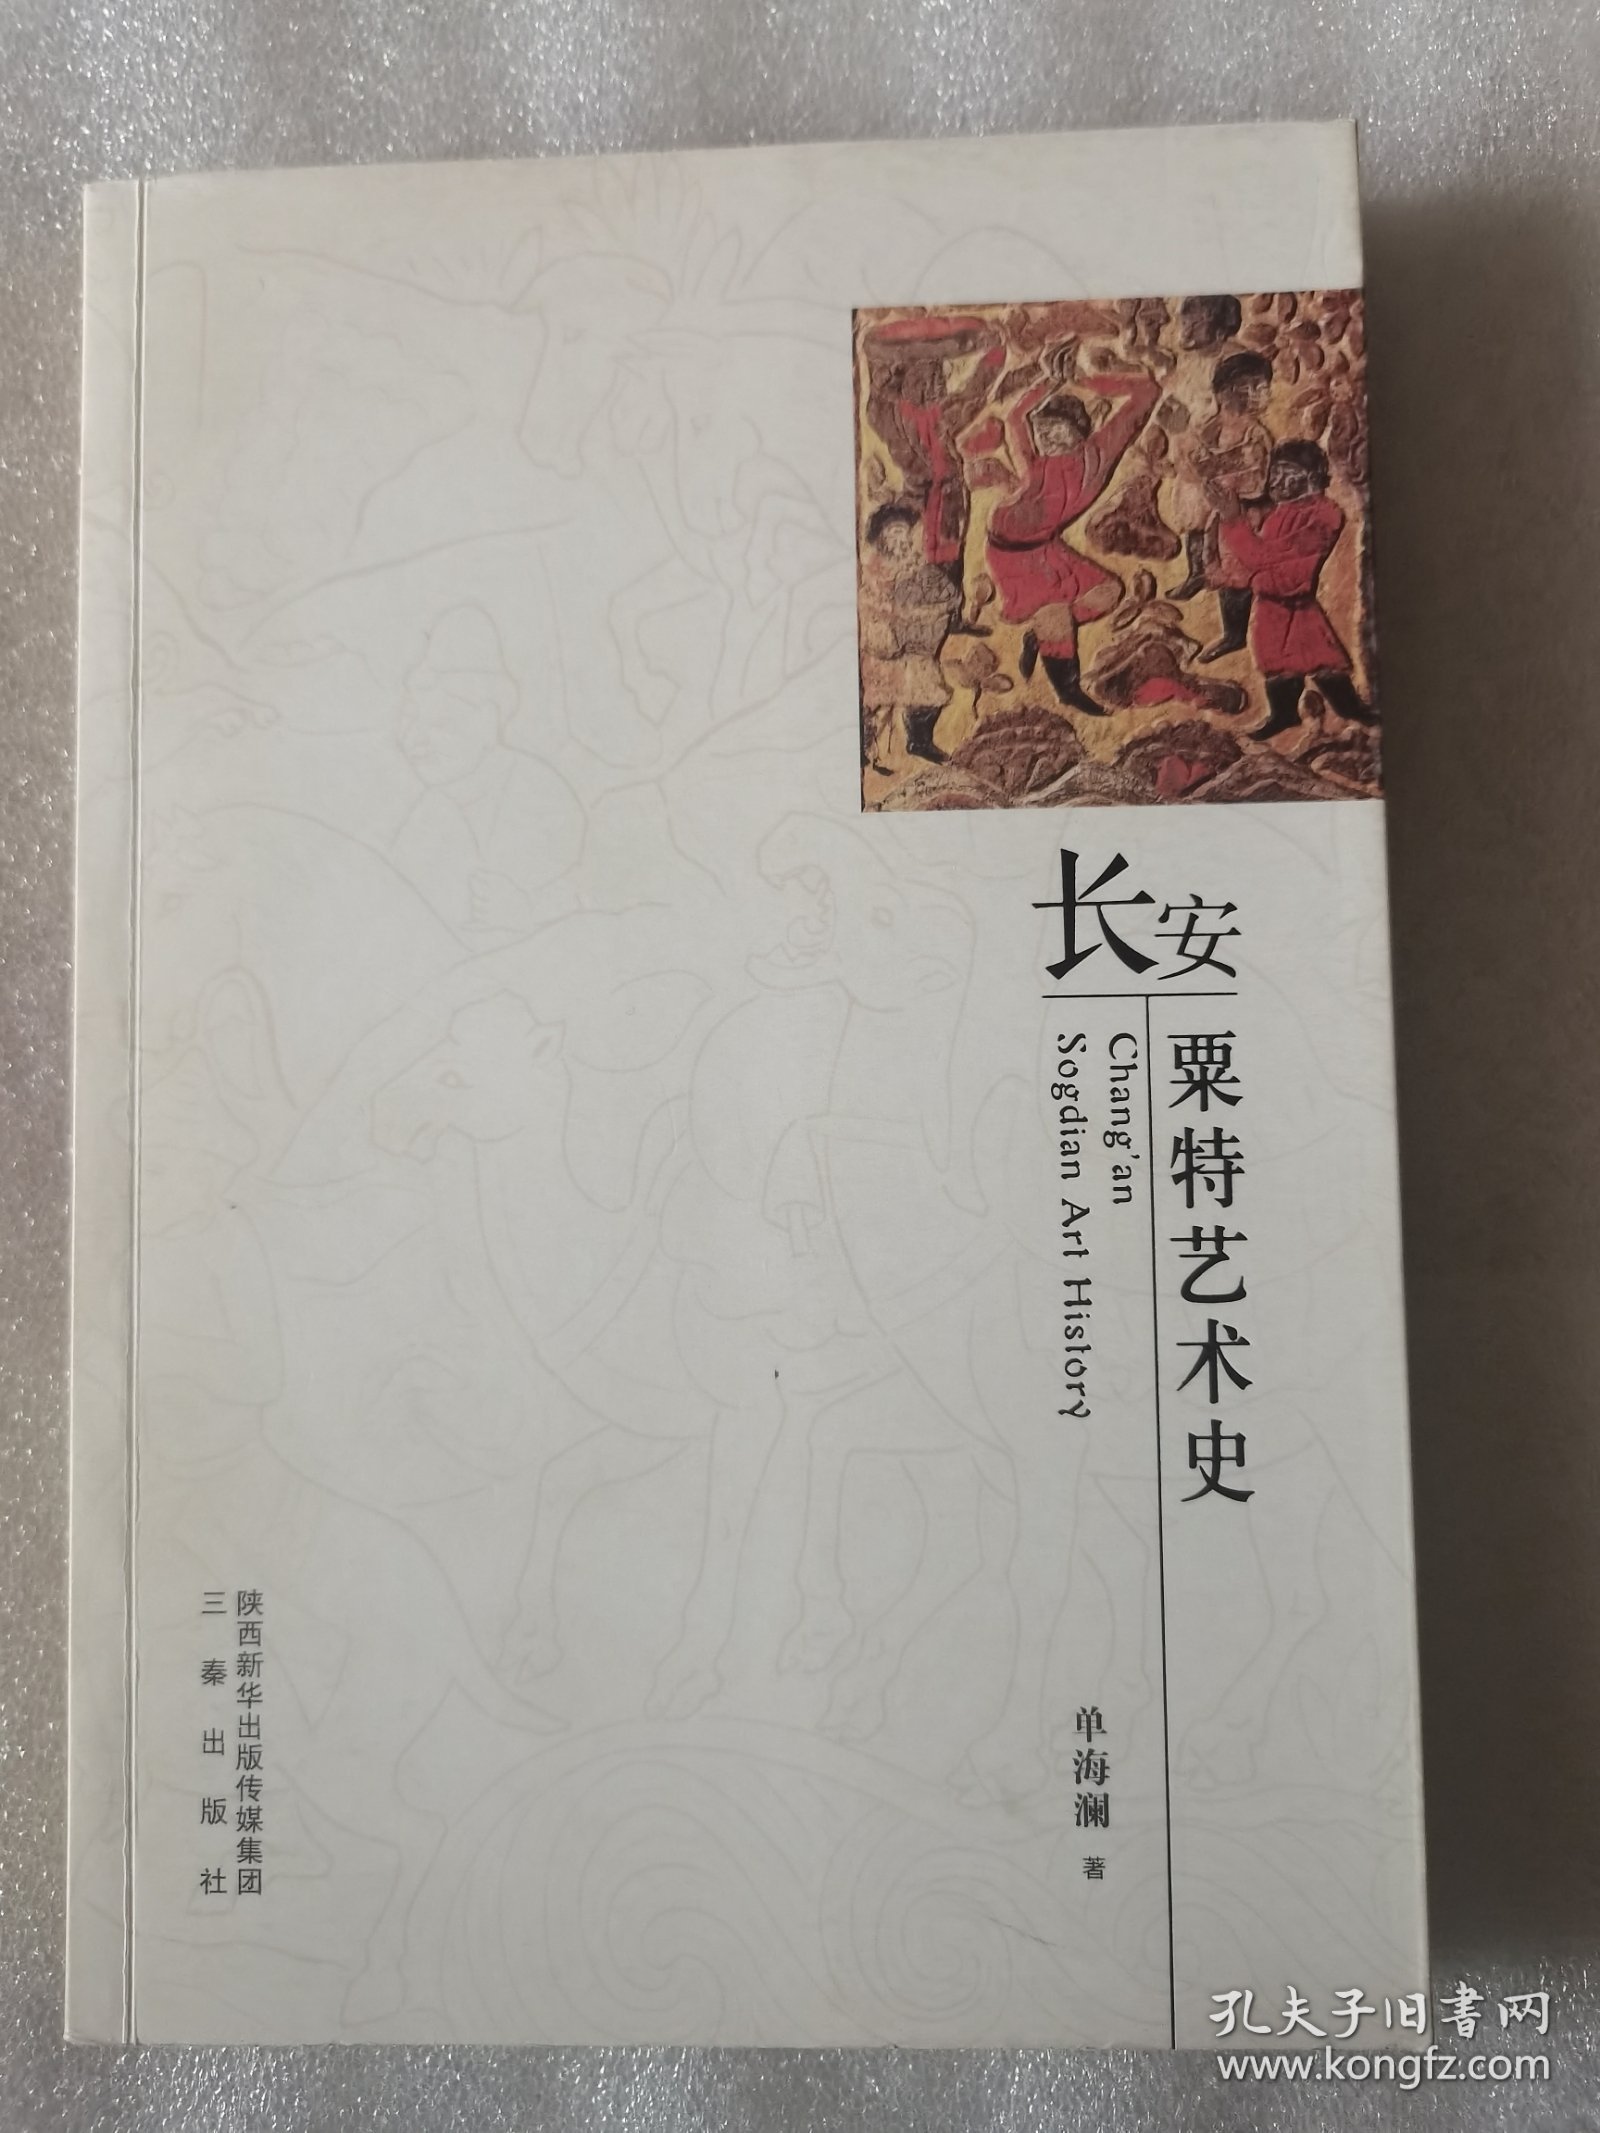 长安
粟特艺术史
Chang'an
Sogdian Art History
单海澜 著
陕西新华出版传媒集团
三秦出版社
孔夫子旧书网
www.kongfz.com